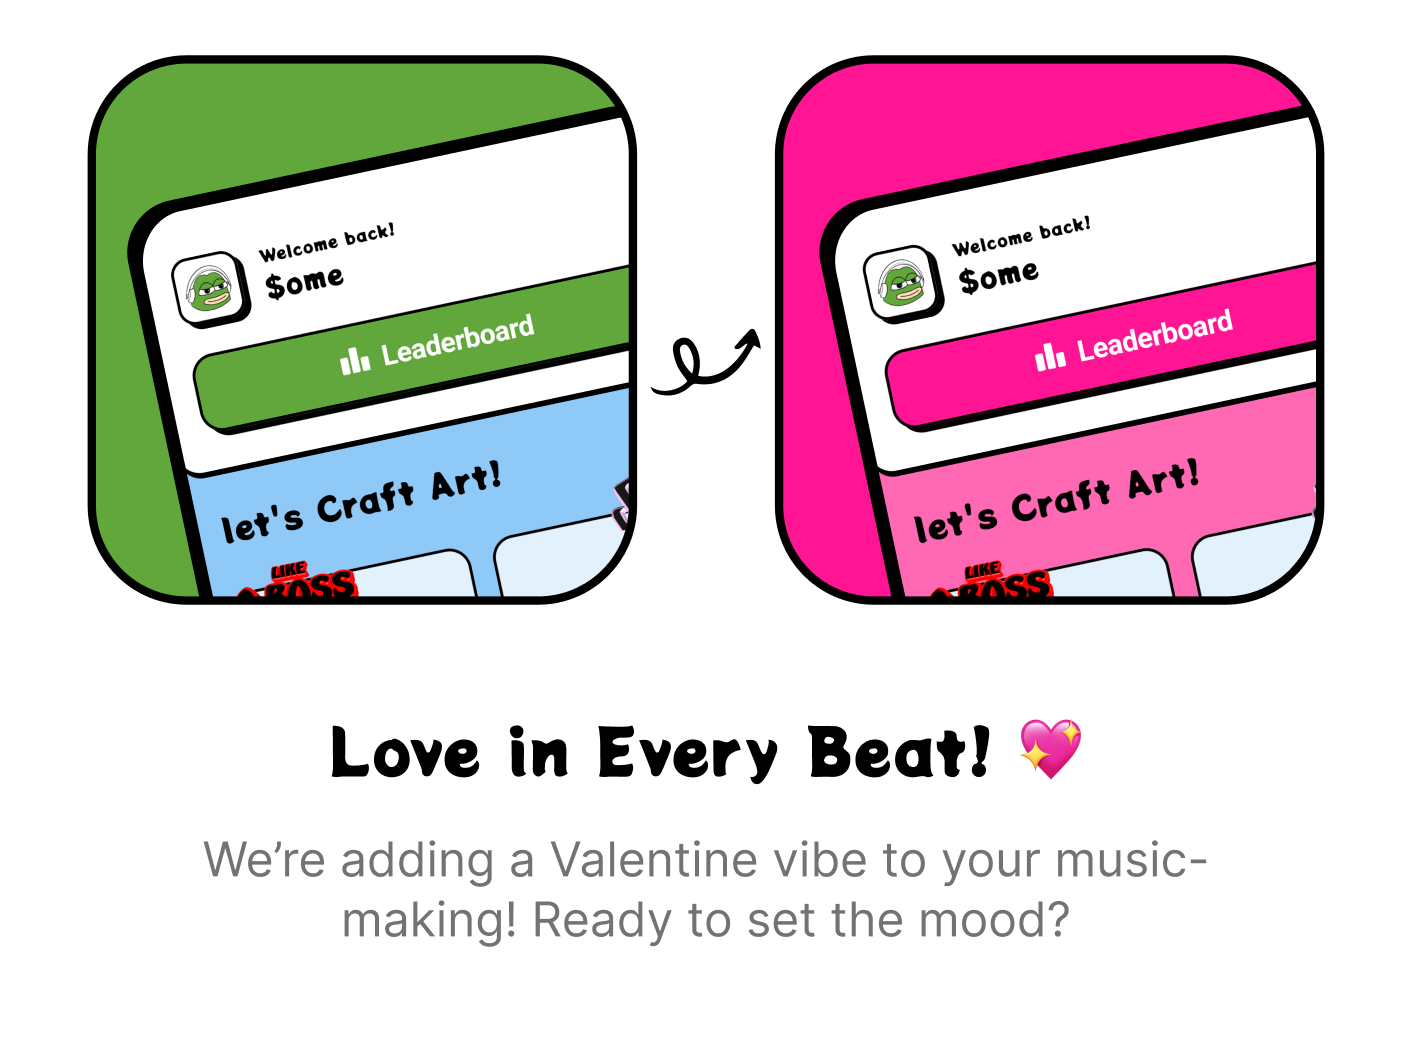 Welcome back!
$ome
Leaderboard
let's Craft Art!
LIKE
BOSS
Welcome back!
$ome
Leaderboard
let's Craft Art!
LIKE
BOSS
Love in Every Beat! 💖
We’re adding a Valentine vibe to your music-
making! Ready to set the mood?